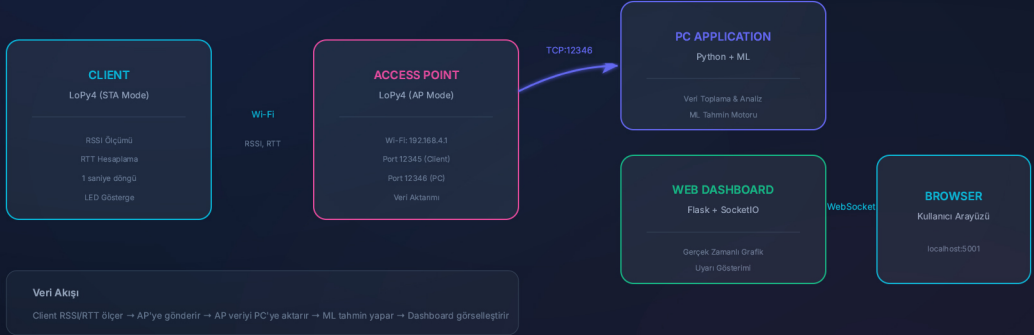 CLIENT
LoPy4 (STA Mode)
RSSI Ölçümü
RTT Hesaplama
1 saniye döngü
LED Gösterge
Wi-Fi
RSSI, RTT
ACCESS POINT
LoPy4 (AP Mode)
Wi-Fi: 192.168.4.1
Port 12345 (Client)
Port 12346 (PC)
Veri Aktarımı
TCP:12346
PC APPLICATION
Python + ML
Veri Toplama & Analiz
ML Tahmin Motoru
WEB DASHBOARD
Flask + SocketIO
Gerçek Zamanlı Grafik
Uyarı Gösterimi
WebSocket
BROWSER
Kullanıcı Arayüzü
localhost:5001
Veri Akışı
Client RSSI/RTT ölçer → AP'ye gönderir → AP veriyi PC'ye aktarır → ML tahmin yapar → Dashboard görselleştirir